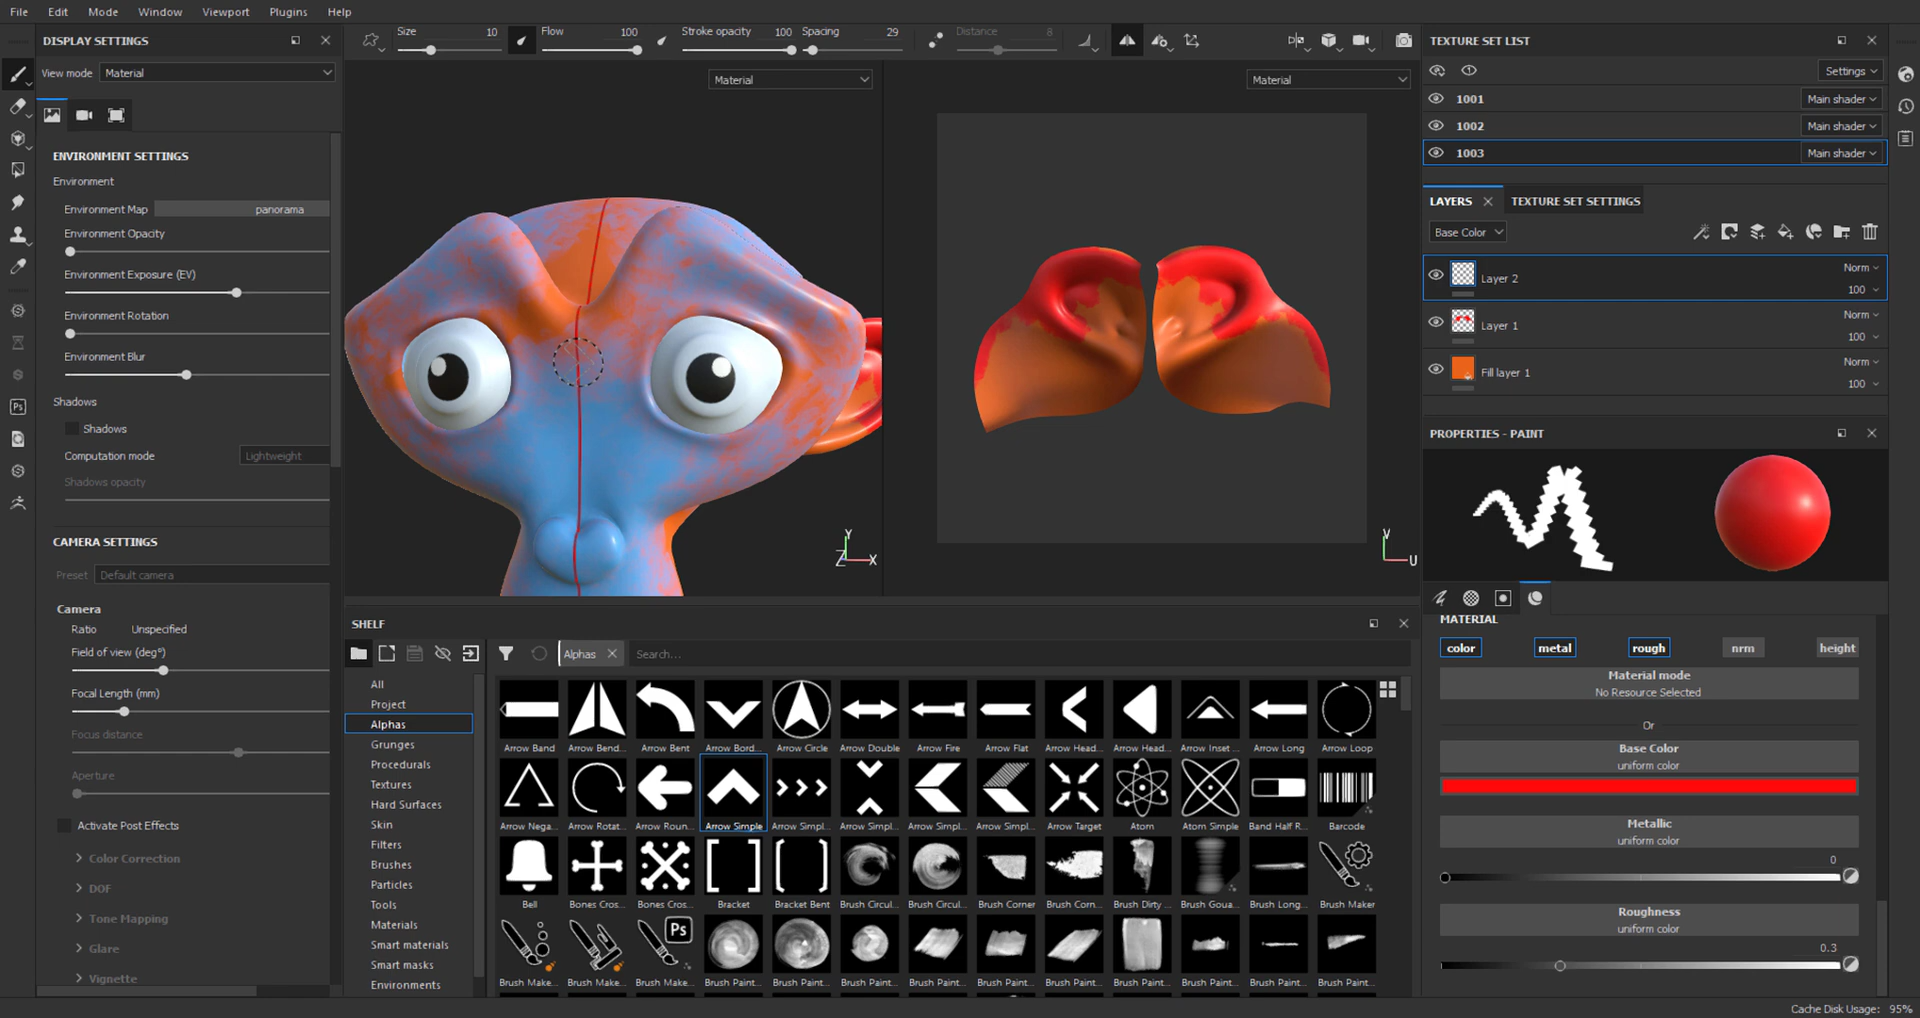 File Edit Mode Window Viewport Plugins Help
DISPLAY SETTINGS
View mode Material
ENVIRONMENT SETTINGS
Environment
Environment Map panorama
Environment Opacity
Environment Exposure (EV)
Environment Rotation
Environment Blur
Shadows
Shadows
Computation mode Lightweight
Shadows opacity
CAMERA SETTINGS
Preset Default camera
Camera
Ratio Unspecified
Field of view (deg°)
Focal Length (mm)
Focus distance
Aperture
Activate Post Effects
Color Correction
DOF
Tone Mapping
Glare
Vignette
Ps
Size 10 Flow 100 Stroke opacity 100 Spacing 29 Distance 8
Material
Material
Y
Z X
V
U
SHELF
Alphas Search...
All
Project
Alphas
Grunges
Procedurals
Textures
Hard Surfaces
Skin
Filters
Brushes
Particles
Tools
Materials
Smart materials
Smart masks
Environments
Arrow Band Arrow Bend... Arrow Bent Arrow Bord... Arrow Circle Arrow Double Arrow Fire Arrow Flat Arrow Head... Arrow Head... Arrow Inset ... Arrow Long Arrow Loop
Arrow Nega... Arrow Rotat... Arrow Roun... Arrow Simple Arrow Simpl... Arrow Simpl... Arrow Simpl... Arrow Simpl... Arrow Target Atom Atom Simple Band Half R... Barcode
Bell Bones Cros... Bones Cros... Bracket Bracket Bent Brush Circul... Brush Circul... Brush Corner Brush Corn... Brush Dirty ... Brush Goua... Brush Long... Brush Maker
Ps
Brush Make... Brush Make... Brush Make... Brush Paint... Brush Paint... Brush Paint... Brush Paint... Brush Paint... Brush Paint... Brush Paint... Brush Paint... Brush Paint... Brush Paint...
TEXTURE SET LIST
Settings
1001 Main shader
1002 Main shader
1003 Main shader
LAYERS TEXTURE SET SETTINGS
Base Color
Layer 2 Norm
100
Layer 1 Norm
100
Fill layer 1 Norm
100
PROPERTIES - PAINT
MATERIAL
color metal rough nrm height
Material mode
No Resource Selected
Or
Base Color
uniform color
Metallic
uniform color
0
Roughness
uniform color
0.3
Cache Disk Usage: 95%